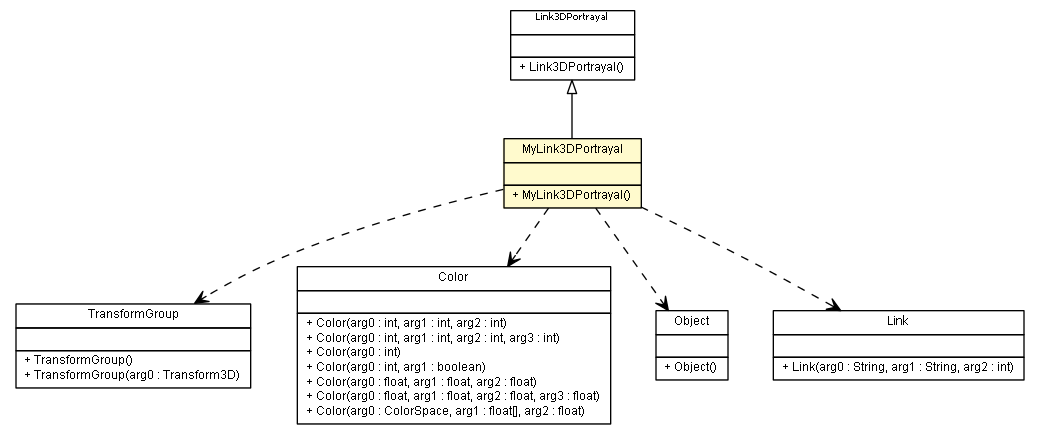 Link3DPortrayal
+ Link3DPortrayal()
MyLink3DPortrayal
+ MyLink3DPortrayal()
TransformGroup
+ TransformGroup()
+ TransformGroup(arg0 : Transform3D)
Color
+ Color(arg0 : int, arg1 : int, arg2 : int)
+ Color(arg0 : int, arg1 : int, arg2 : int, arg3 : int)
+ Color(arg0 : int)
+ Color(arg0 : int, arg1 : boolean)
+ Color(arg0 : float, arg1 : float, arg2 : float)
+ Color(arg0 : float, arg1 : float, arg2 : float, arg3 : float)
+ Color(arg0 : ColorSpace, arg1 : float[], arg2 : float)
Object
+ Object()
Link
+ Link(arg0 : String, arg1 : String, arg2 : int)